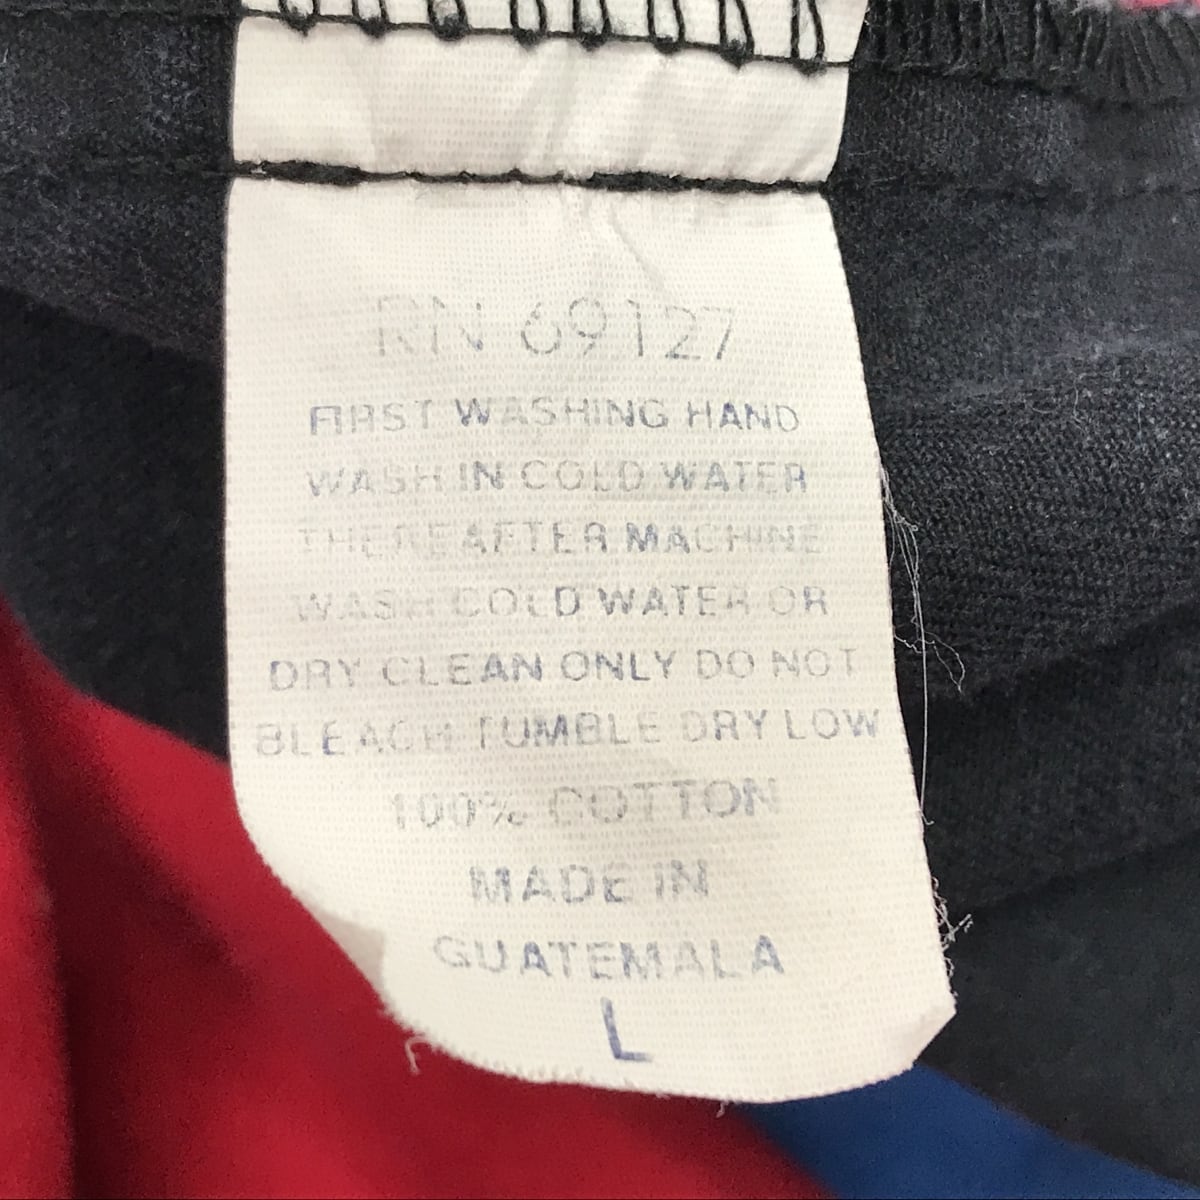 RN 69127
FIRST WASHING HAND
WASH IN COLD WATER
THEREAFTER MACHINE
WASH COLD WATER OR
DRY CLEAN ONLY DO NOT
BLEACH TUMBLE DRY LOW
100% COTTON
MADE IN
GUATEMALA
L